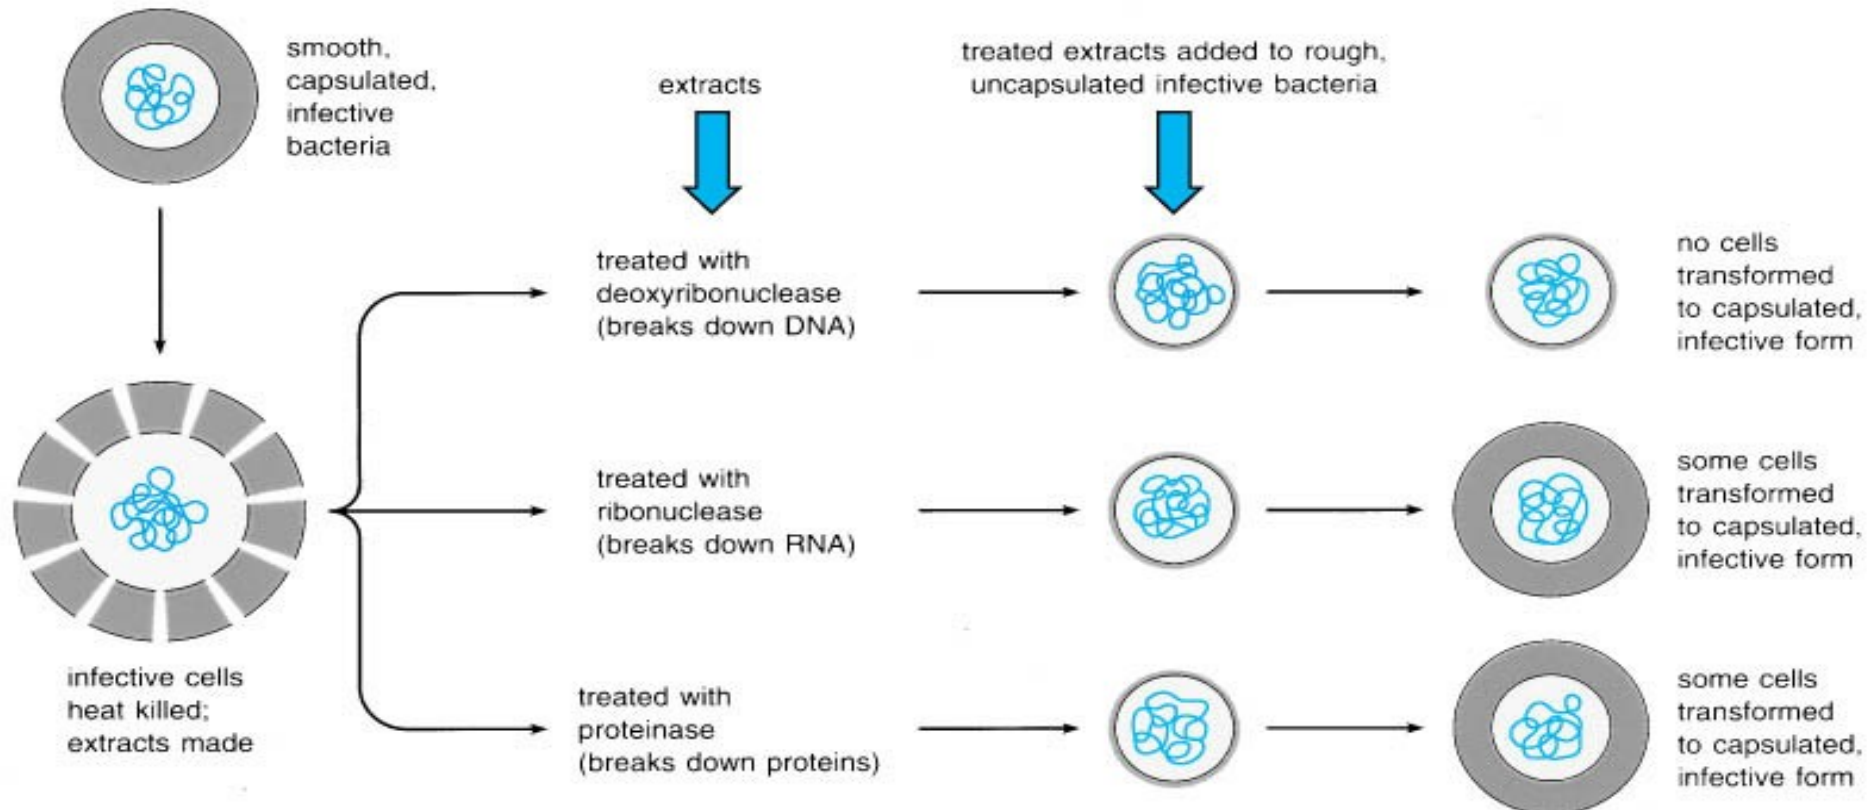 smooth,
capsulated,
infective
bacteria
extracts
treated extracts added to rough,
uncapsulated infective bacteria
treated with
deoxyribonuclease
(breaks down DNA)
no cells
transformed
to capsulated,
infective form
treated with
ribonuclease
(breaks down RNA)
some cells
transformed
to capsulated,
infective form
infective cells
heat killed;
extracts made
treated with
proteinase
(breaks down proteins)
some cells
transformed
to capsulated,
infective form